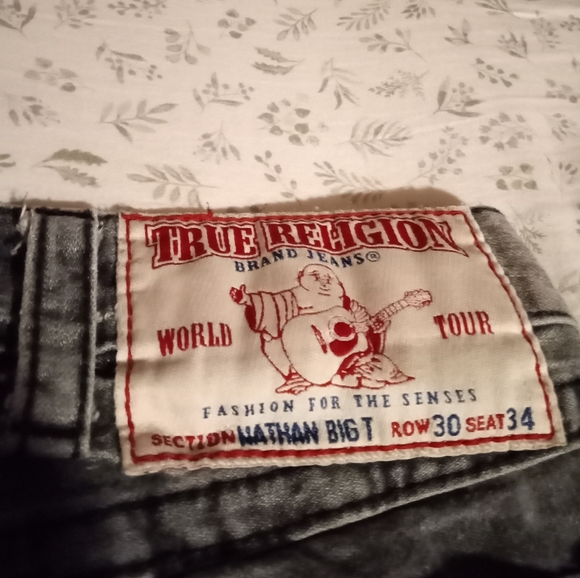 TRUE RELIGION
BRAND JEANS®
WORLD TOUR
FASHION FOR THE SENSES
SECTION NATHAN BIG T ROW 30 SEAT 34